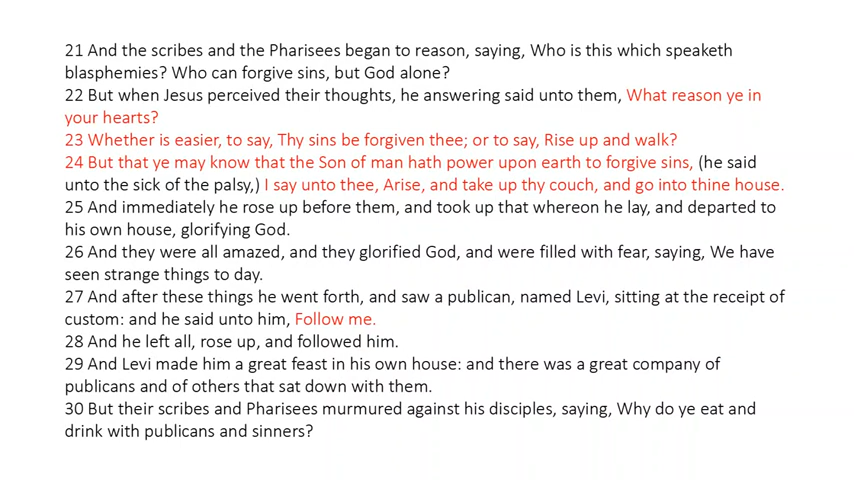 21 And the scribes and the Pharisees began to reason, saying, Who is this which speaketh
blasphemies? Who can forgive sins, but God alone?
22 But when Jesus perceived their thoughts, he answering said unto them, What reason ye in
your hearts?
23 Whether is easier, to say, Thy sins be forgiven thee; or to say, Rise up and walk?
24 But that ye may know that the Son of man hath power upon earth to forgive sins, (he said
unto the sick of the palsy,) I say unto thee, Arise, and take up thy couch, and go into thine house.
25 And immediately he rose up before them, and took up that whereon he lay, and departed to
his own house, glorifying God.
26 And they were all amazed, and they glorified God, and were filled with fear, saying, We have
seen strange things to day.
27 And after these things he went forth, and saw a publican, named Levi, sitting at the receipt of
custom: and he said unto him, Follow me.
28 And he left all, rose up, and followed him.
29 And Levi made him a great feast in his own house: and there was a great company of
publicans and of others that sat down with them.
30 But their scribes and Pharisees murmured against his disciples, saying, Why do ye eat and
drink with publicans and sinners?